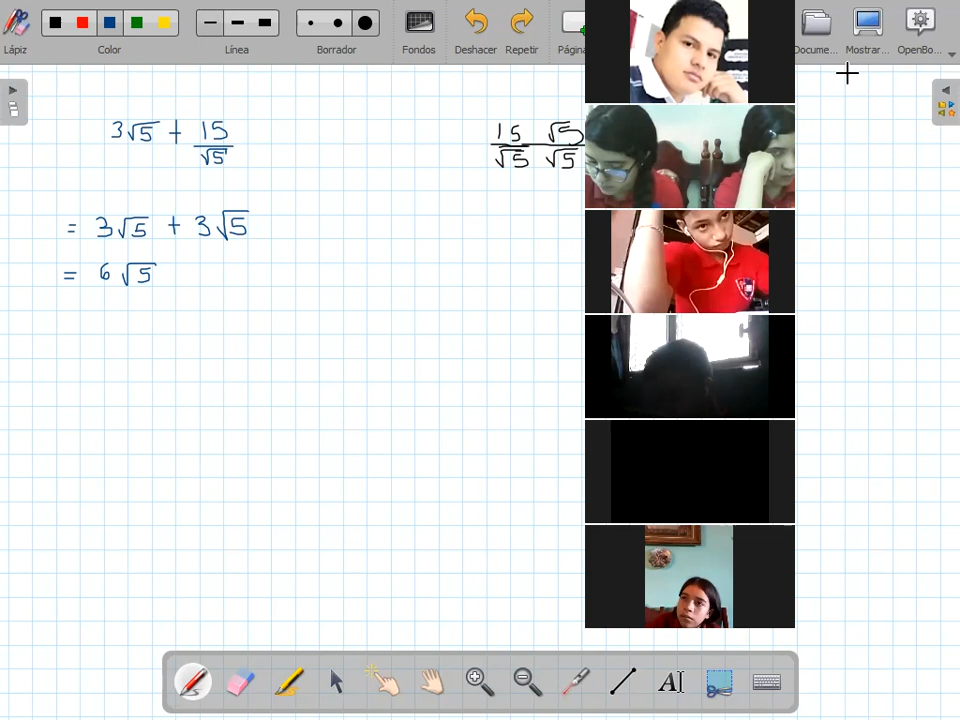 Lápiz Color Línea Borrador Fondos Deshacer Repetir Página Docume... Mostrar... OpenBo...
3√5 + 15/√5
15/√5 √5/√5
= 3√5 + 3√5
= 6√5
A